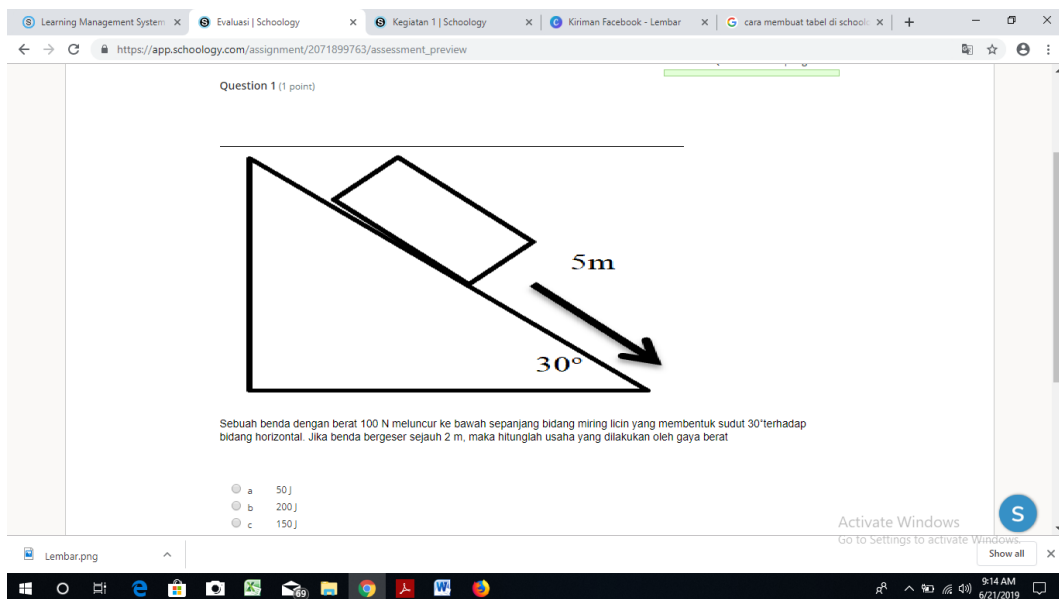 Learning Management System
Evaluasi | Schoology
Kegiatan 1 | Schoology
Kiriman Facebook - Lembar
cara membuat tabel di schoolo
https://app.schoology.com/assignment/2071899763/assessment_preview
Question 1 (1 point)
5m
30°
Sebuah benda dengan berat 100 N meluncur ke bawah sepanjang bidang miring licin yang membentuk sudut 30°terhadap
bidang horizontal. Jika benda bergeser sejauh 2 m, maka hitunglah usaha yang dilakukan oleh gaya berat
a 50 J
b 200 J
c 150 J
S
Activate Windows
Go to Settings to activate Windows.
Lembar.png
Show all
69
9:14 AM
6/21/2019